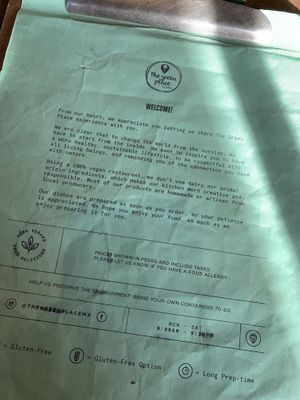 The green
place
WELCOME!
From our hearts, we appreciate you letting us share The Green
Place experience with you.
We are clear that to change the world from the outside, we
have to start from the inside. We want to inspire you to have
a more healthy, sustainable lifestyle, to be respectful with
all living beings, and reminding you of the connection you have
with nature.
Being a 100% vegan restaurant, we don't use dairy nor animal
origin ingredients, which makes our kitchen more creative and
responsible. Most of our products are homemade or artisan from
local producers.
Our dishes are prepared as soon as you order, so your patience
is appreciated. We hope you enjoy your food, as much as we
enjoy preparing it for you.
100% VEGAN
PRICES SHOWN IN PESOS AND INCLUDE TAXES.
PLEASE LET US KNOW IF YOU HAVE A FOOD ALLERGY.
HELP US PRESERVE THE ENVIRONMENT! BRING YOUR OWN CONTAINERS TO GO.
@THEGREENPLACEMX
MON - SAT
= Gluten-Free
= Gluten-Free Option
= Long Prep-time